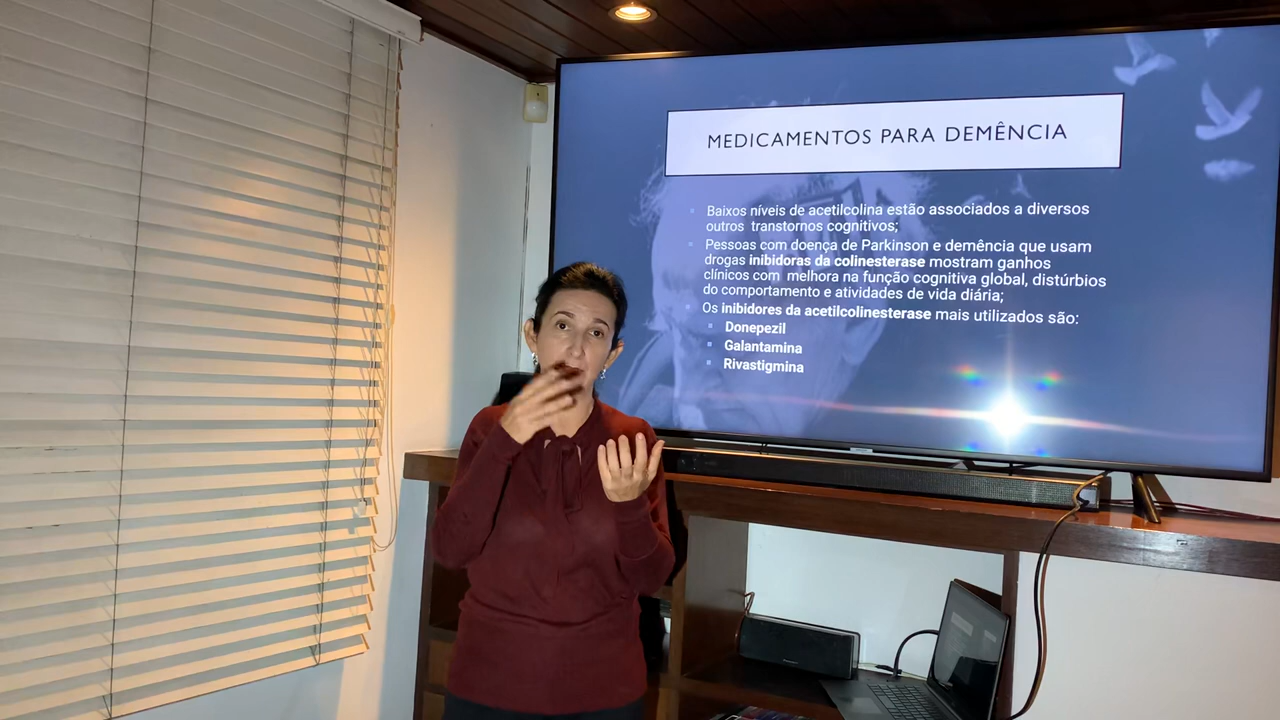 MEDICAMENTOS PARA DEMÊNCIA
Baixos níveis de acetilcolina estão associados a diversos
outros transtornos cognitivos;
Pessoas com doença de Parkinson e demência que usam
drogas inibidoras da colinesterase mostram ganhos
clínicos com melhora na função cognitiva global, distúrbios
do comportamento e atividades de vida diária;
Os inibidores da acetilcolinesterase mais utilizados são:
Donepezil
Galantamina
Rivastigmina